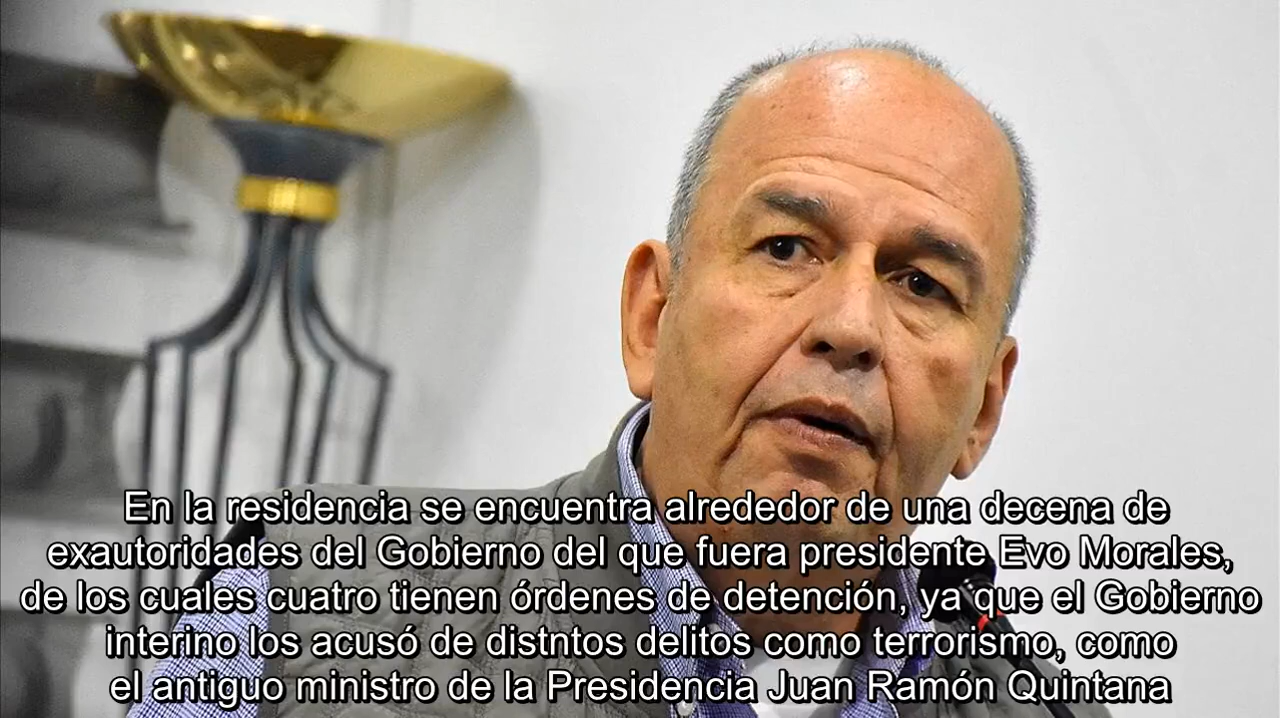 En la residencia se encuentra alrededor de una decena de
exautoridades del Gobierno del que fuera presidente Evo Morales,
de los cuales cuatro tienen órdenes de detención, ya que el Gobierno
interino los acusó de distntos delitos como terrorismo, como
el antiguo ministro de la Presidencia Juan Ramón Quintana